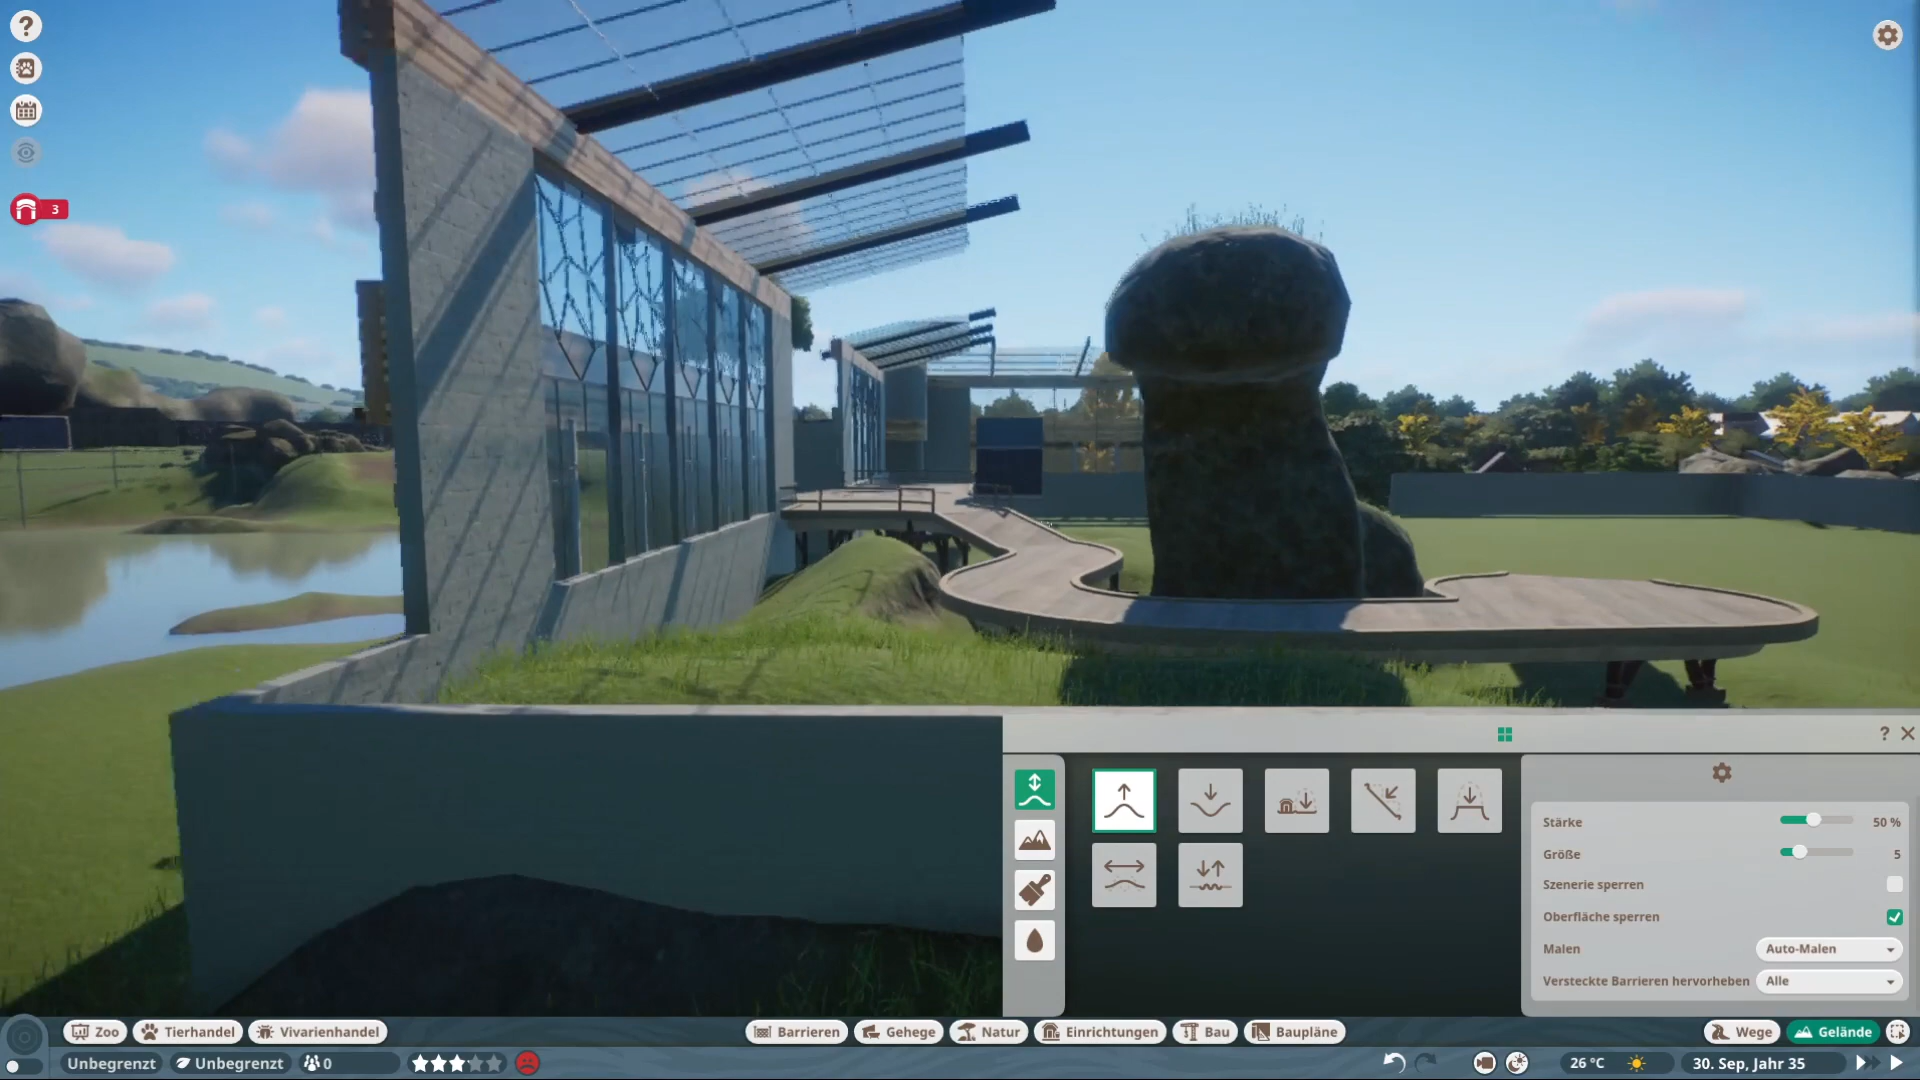 ?
3
?
Stärke
50 %
Größe
5
Szenerie sperren
Oberfläche sperren
Malen
Auto-Malen
Versteckte Barrieren hervorheben
Alle
Zoo
Tierhandel
Vivarienhandel
Barrieren
Gehege
Natur
Einrichtungen
Bau
Baupläne
Wege
Gelände
Unbegrenzt
Unbegrenzt
0
26 °C
30. Sep, Jahr 35